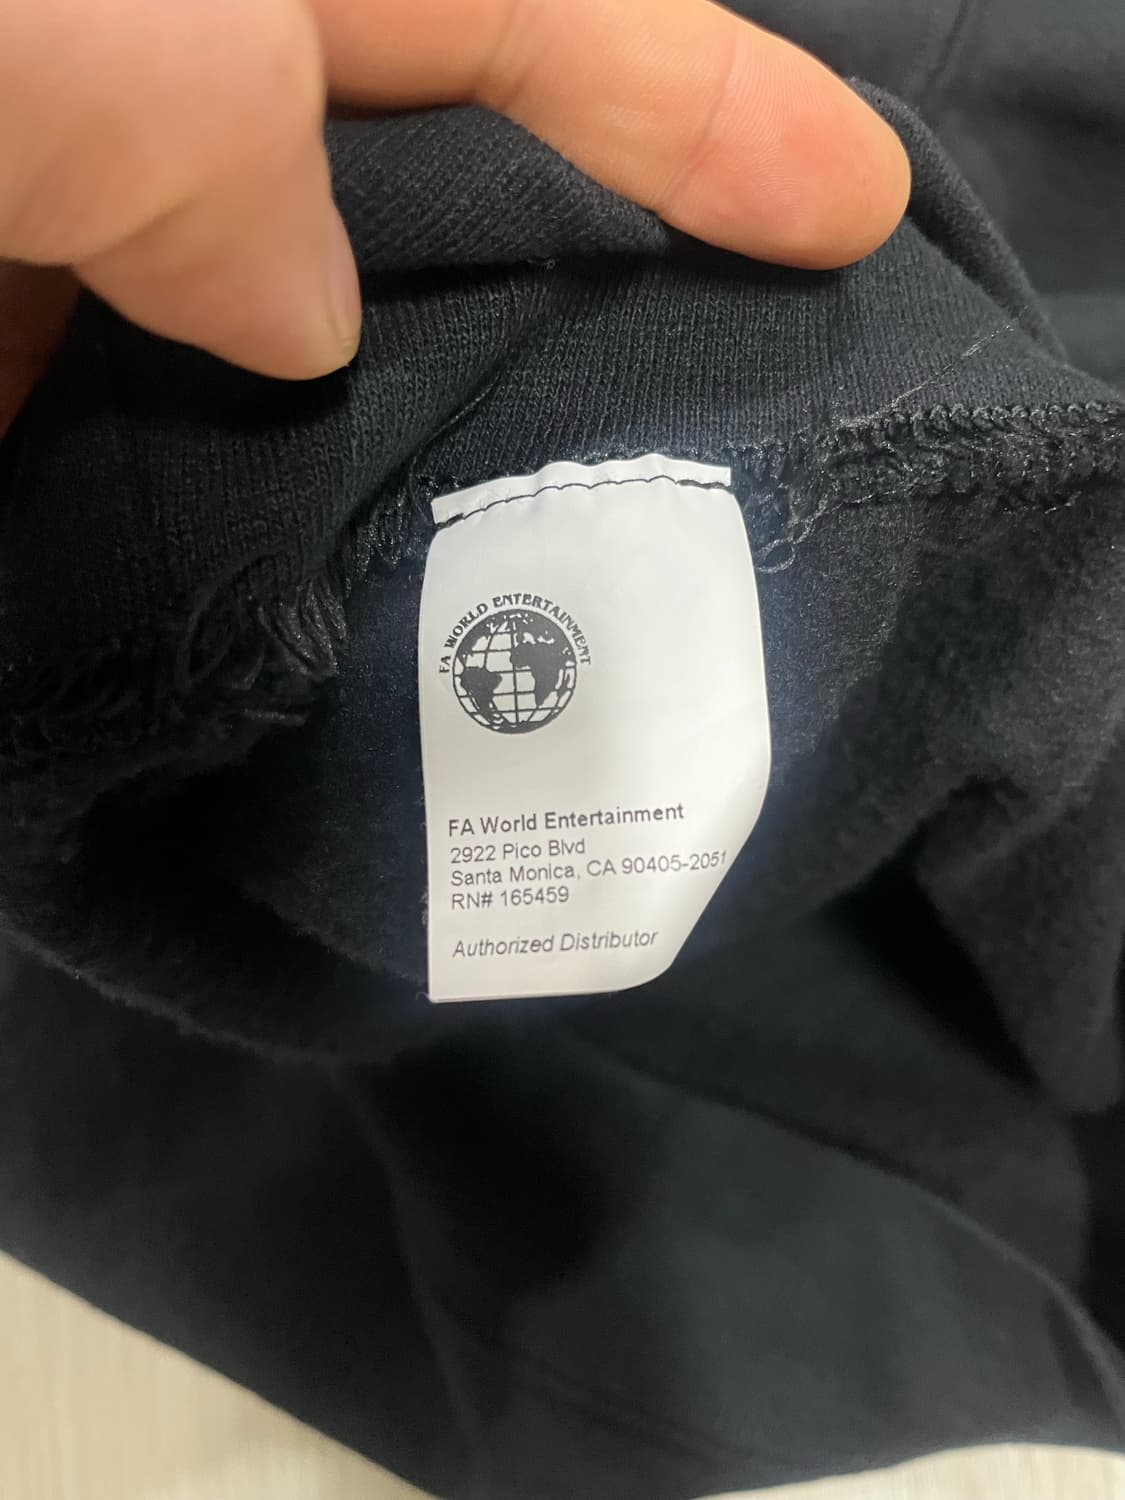 FA WORLD ENTERTAINMENT
FA World Entertainment
2922 Pico Blvd
Santa Monica, CA 90405-2051
RN# 165459
Authorized Distributor